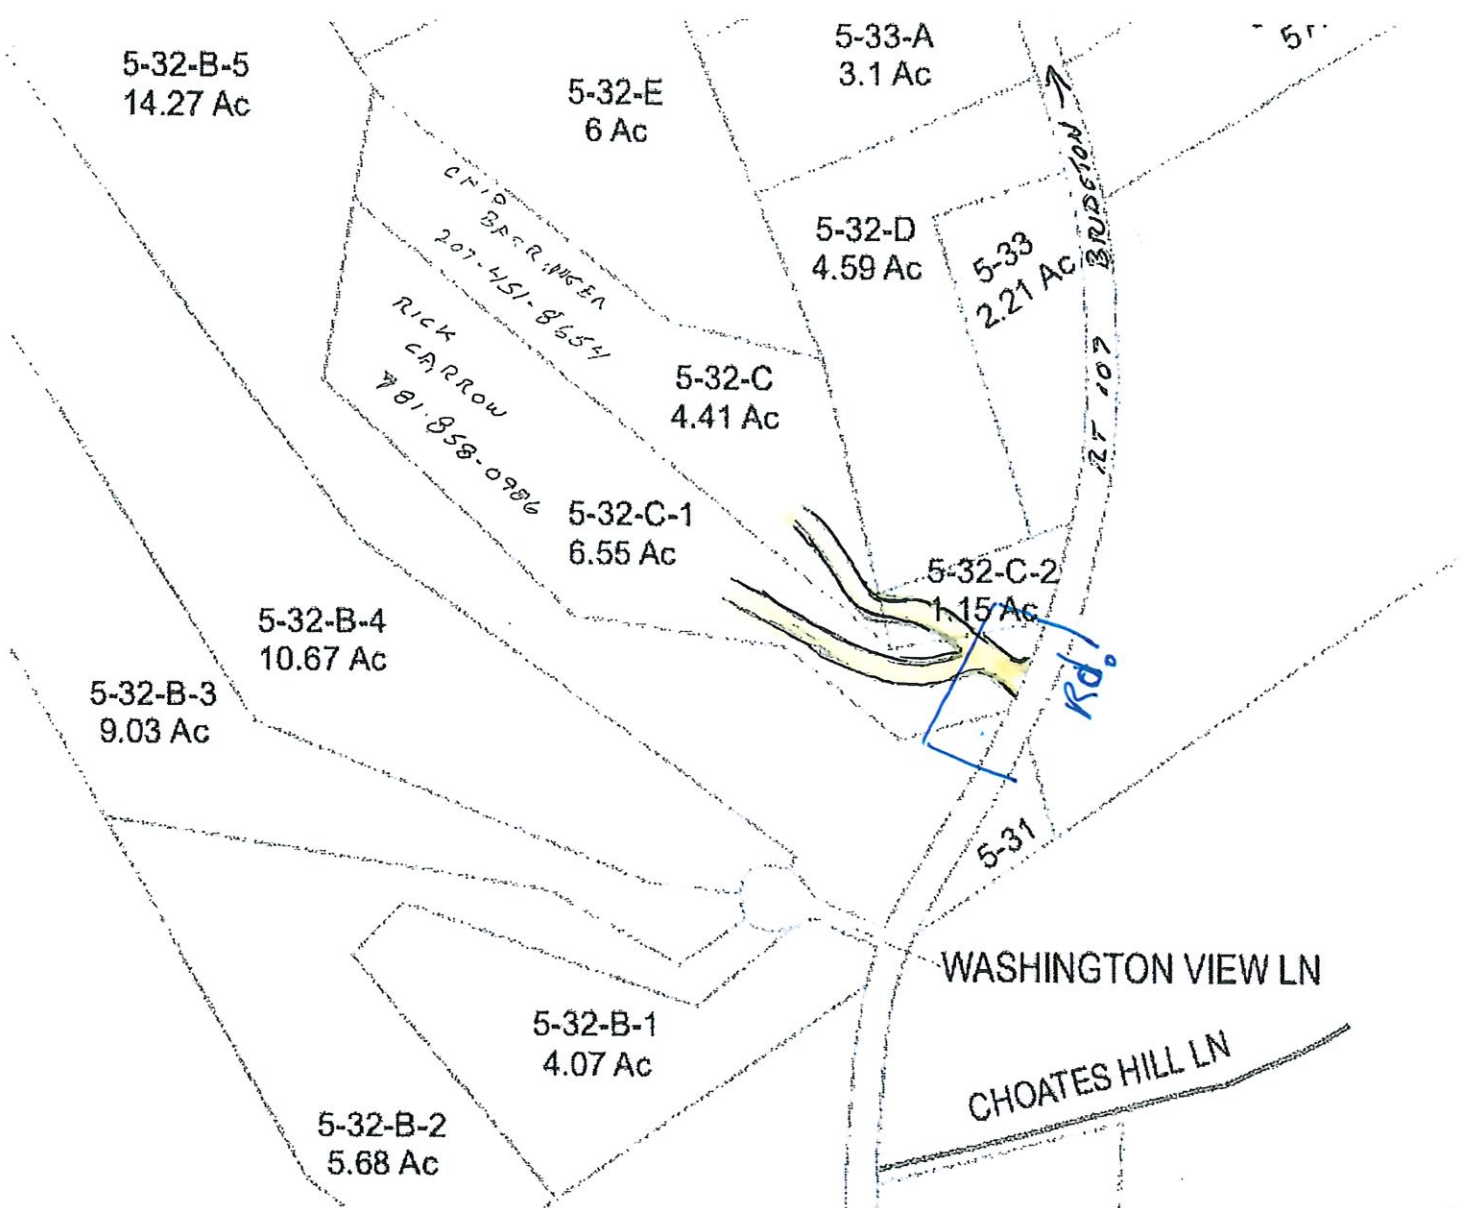 5-32-B-5
14.27 Ac
5-32-E
6 Ac
5-33-A
3.1 Ac
5-32-D
4.59 Ac
5-33
2.21 Ac
BRIDGTON
RT 107
CHIP
207-451-8654
RICK
CARROW
781-858-0986
5-32-C
4.41 Ac
5-32-C-1
6.55 Ac
5-32-C-2
1.15 Ac
Rd.
5-32-B-4
10.67 Ac
5-32-B-3
9.03 Ac
5-31
WASHINGTON VIEW LN
5-32-B-1
4.07 Ac
CHOATES HILL LN
5-32-B-2
5.68 Ac